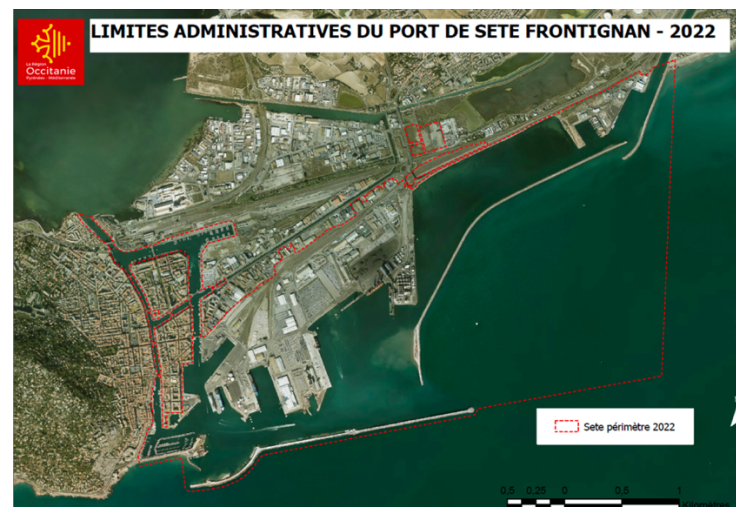 LIMITES ADMINISTRATIVES DU PORT DE SETE FRONTIGNAN - 2022
La Région
Occitanie
Pyrénées - Méditerranée
Sete périmètre 2022
0,5 0,25 0 0,5 1
Kilomètres